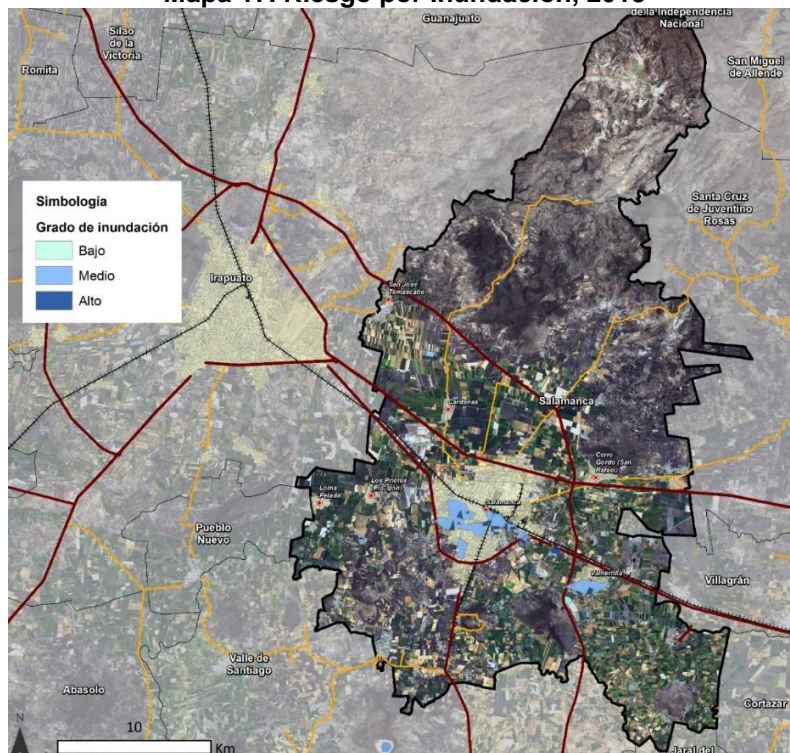 Mapa Riesgo por Inundación,
Guanajuato
de la Independencia
Nacional
Silao
de la
Victoria
Romita
San Miguel
de Allende
Simbología
Grado de inundación
Bajo
Medio
Alto
Santa Cruz
de Juventino
Rosas
Irapuato
San José
Cárdenas
Salamanca
Cerro
Gordo (San
Rafael)
Loma
Pelada
Los Prietos
(El Cajón)
Salamanca
Pueblo
Nuevo
Valtierrilla
Villagrán
Valle de
Santiago
Abasolo
Cortazar
Jaral del
N
10
Km